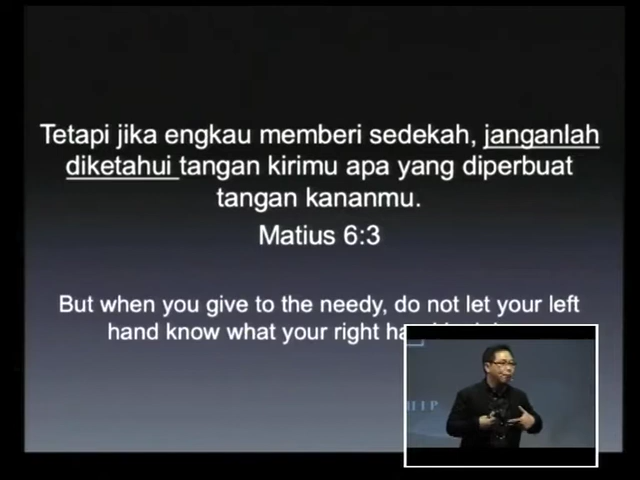 Tetapi jika engkau memberi sedekah, janganlah
diketahui tangan kirimu apa yang diperbuat
tangan kananmu.
Matius 6:3
But when you give to the needy, do not let your left
hand know what your right
HIP